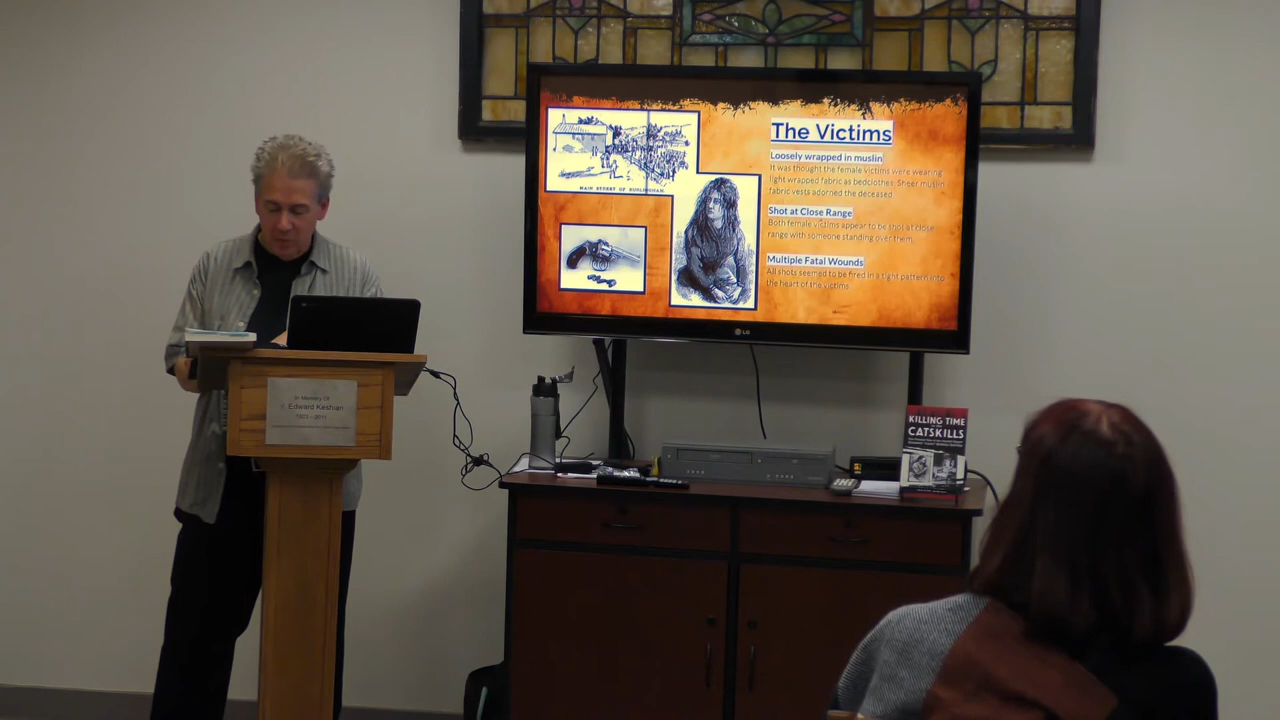 The Victims
Loosely wrapped in muslin
It was thought the female victims were wearing
light wrapped fabric as bedclothes. Sheer muslin
fabric vests adorned the deceased.
Shot at Close Range
Both female victims appear to be shot at close
range with someone standing over them.
Multiple Fatal Wounds
All shots seemed to be fired in a tight pattern into
the heart of the victims
MAIN STREET OF BURLINGHAM.
LG
In Memory Of
Edward Keshian
- 2011
KILLING TIME
CATSKILLS